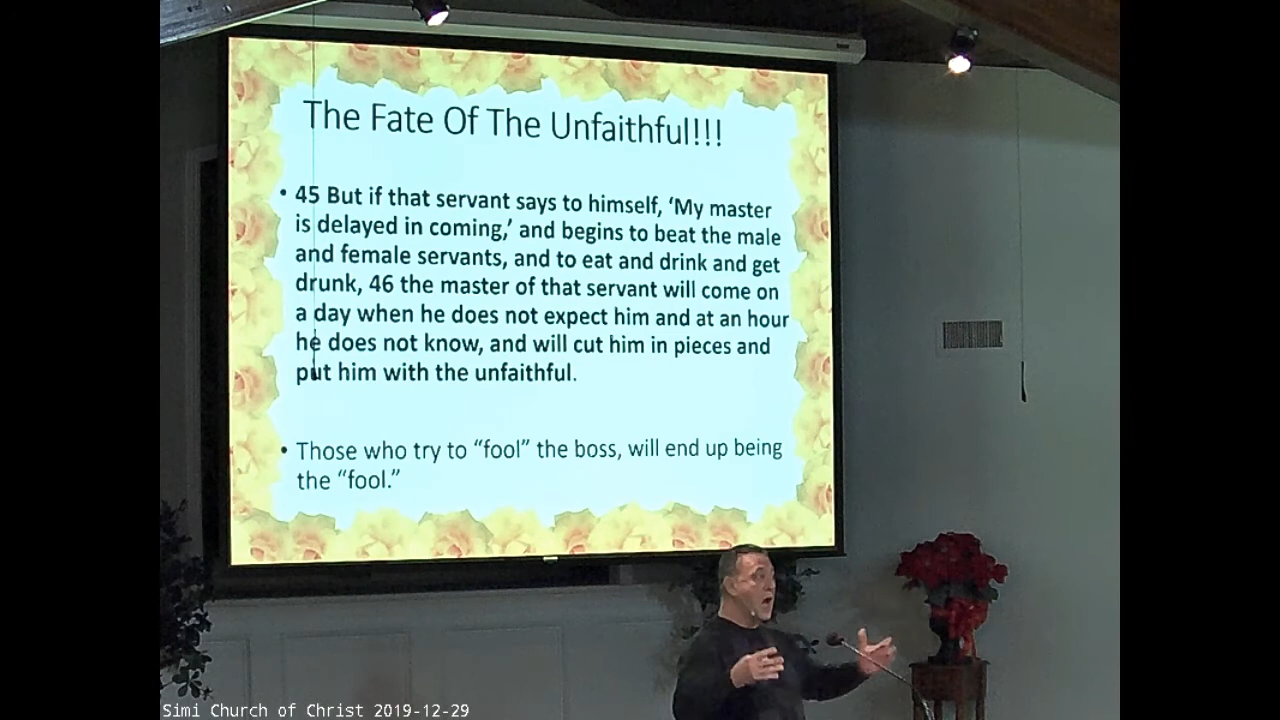 The Fate Of The Unfaithful!!!
• 45 But if that servant says to himself, ‘My master
is delayed in coming,’ and begins to beat the male
and female servants, and to eat and drink and get
drunk, 46 the master of that servant will come on
a day when he does not expect him and at an hour
he does not know, and will cut him in pieces and
put him with the unfaithful.
• Those who try to “fool” the boss, will end up being
the “fool.”
Simi Church of Christ 2019-12-29